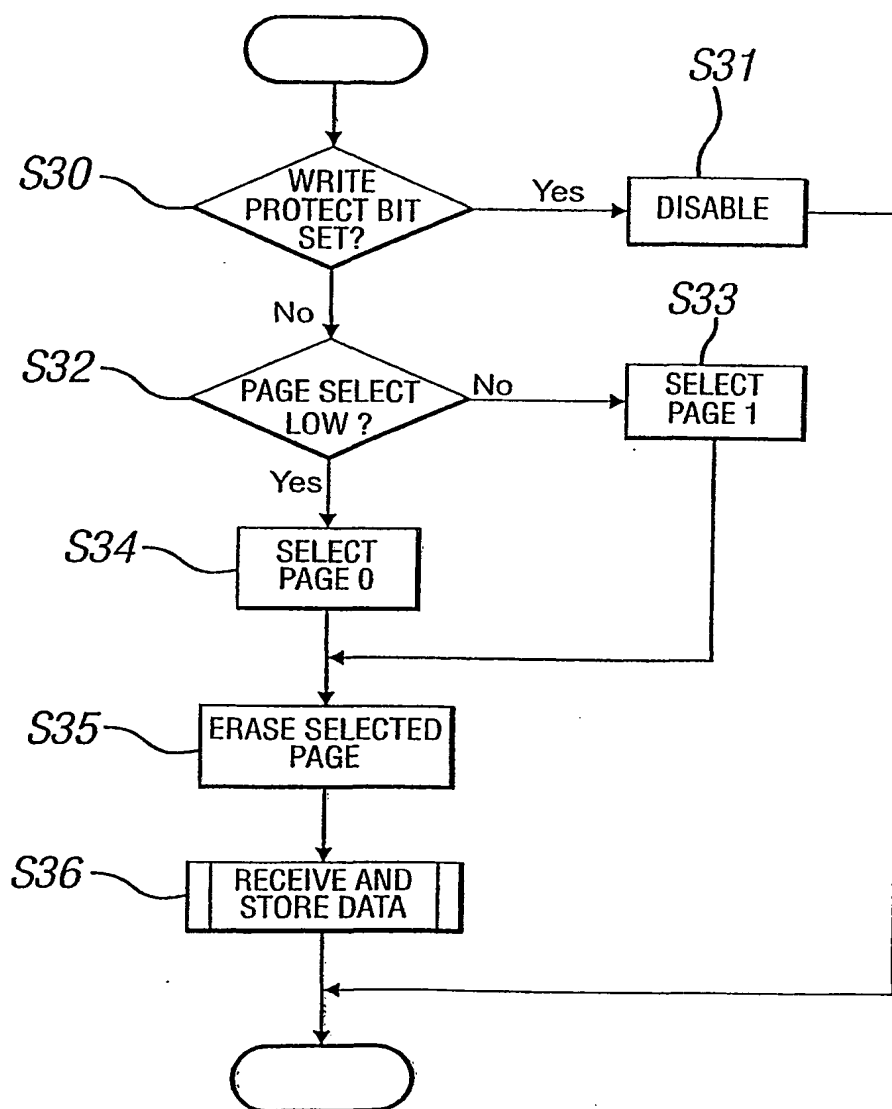 S31
S30
WRITE
PROTECT BIT
SET?
Yes
DISABLE
No
S33
S32
PAGE SELECT
LOW ?
No
SELECT
PAGE 1
Yes
S34
SELECT
PAGE 0
S35
ERASE SELECTED
PAGE
S36
RECEIVE AND
STORE DATA